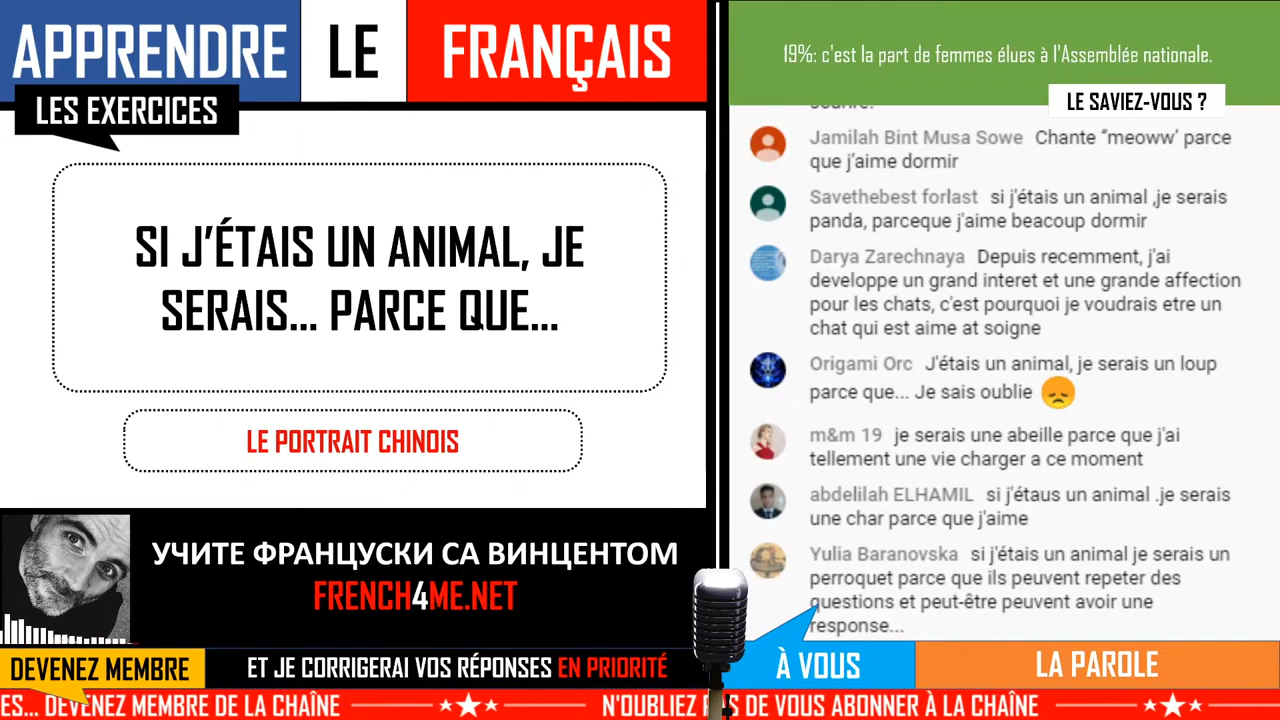 APPRENDRE LE FRANÇAIS
LES EXERCICES
SI J'ÉTAIS UN ANIMAL, JE
SERAIS... PARCE QUE...
LE PORTRAIT CHINOIS
УЧИТЕ ФРАНЦУСКИ СА ВИНЦЕНТОМ
FRENCH4ME.NET
DEVENEZ MEMBRE
ET JE CORRIGERAI VOS RÉPONSES EN PRIORITÉ
19%: c'est la part de femmes élues à l'Assemblée nationale.
LE SAVIEZ-VOUS ?
Jamilah Bint Musa Sowe Chante “meoww’ parce
que j’aime dormir
Savethebest forlast si j'étais un animal ,je serais
panda, parceque j'aime beacoup dormir
Darya Zarechnaya Depuis recemment, j'ai
developpe un grand interet et une grande affection
pour les chats, c'est pourquoi je voudrais etre un
chat qui est aime at soigne
Origami Orc J'étais un animal, je serais un loup
parce que... Je sais oublie
m&m 19 je serais une abeille parce que j'ai
tellement une vie charger a ce moment
abdelilah ELHAMIL si j'étaus un animal .je serais
une char parce que j'aime
Yulia Baranovska si j'étais un animal je serais un
perroquet parce que ils peuvent repeter des
questions et peut-être peuvent avoir une
response...
À VOUS
LA PAROLE
ES... DEVENEZ MEMBRE DE LA CHAÎNE N'OUBLIEZ DE VOUS ABONNER À LA CHAÎNE